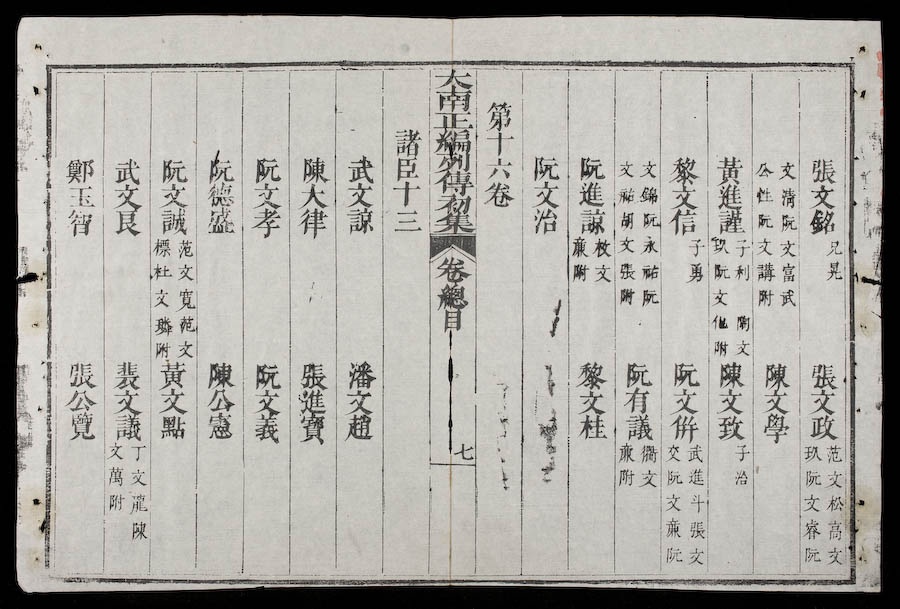 張文銘 兄晃 張文政 范文松高文玖阮文睿阮
文清阮文富武公性阮文講附 陳文學
黃進謹 子利 文玖阮文附 陳文致 子治
黎文信 子勇 阮文併 武進斗張文交阮文廉阮
文錦阮永祐阮文祐胡文張附 阮有議 衢文廉附
阮進諒 枚文廉附 黎文桂
阮文治
第十六卷
大南正編列傳初集 卷總目 七
諸臣十三
武文諒 潘文趙
陳大律 張進寶
阮文孝 阮文義
阮德盛 陳公憲
阮文誠 范文寬范文標杜文璘附 黃文點
武文艮 裴文議 丁文龍陳文萬附
鄭玉智 張公覽